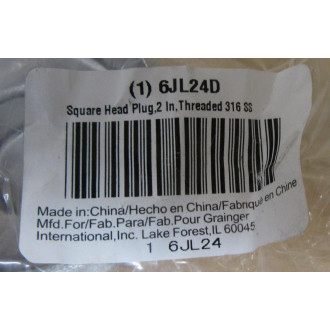 (1) 6JL24D
Square Head Plug,2 In,Threaded 316 SS
Made in:China/Hecho en China/Fabriqué en Chine
Mfd.For/Fab.Para/Fab.Pour Grainger
International,Inc. Lake Forest,IL 60045
1 6JL24